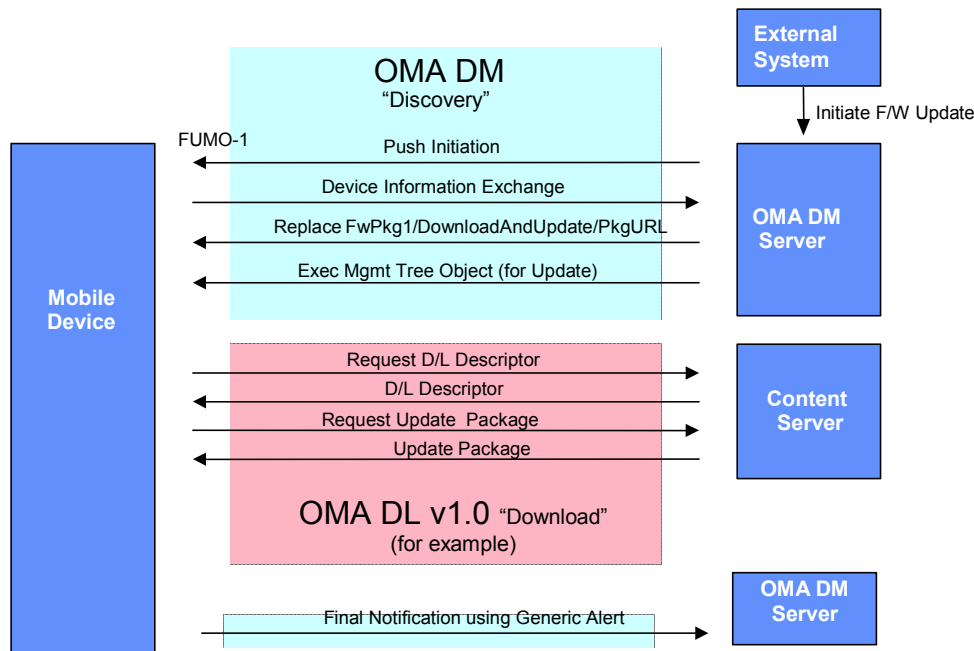 External
System
OMA DM
“Discovery”
Initiate F/W Update
FUMO-1
Push Initiation
Device Information Exchange
Replace FwPkg1/DownloadAndUpdate/PkgURL
Exec Mgmt Tree Object (for Update)
OMA DM
Server
Mobile
Device
Request D/L Descriptor
D/L Descriptor
Request Update Package
Update Package
Content
Server
OMA DL v1.0 “Download”
(for example)
OMA DM
Server
Final Notification using Generic Alert